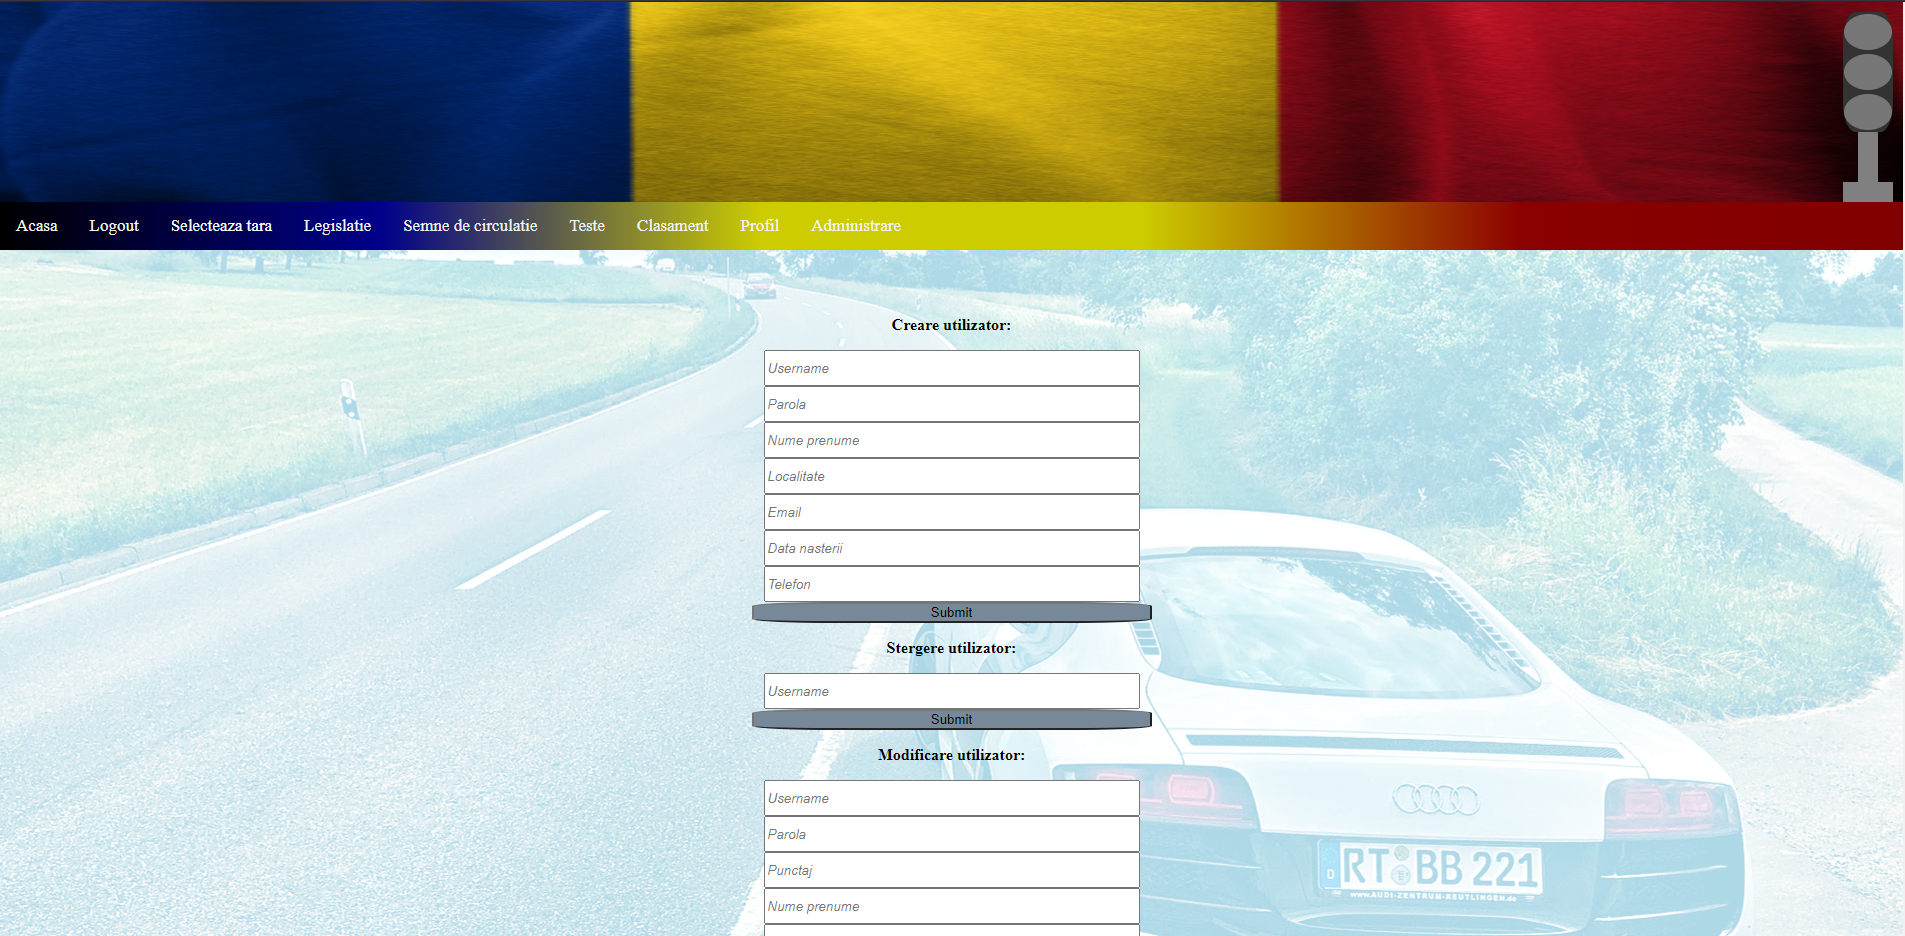 Acasa Logout Selecteaza tara Legislatie Semne de circulatie Teste Clasament Profil Administrare
Creare utilizator:
Username
Parola
Nume prenume
Localitate
Email
Data nasterii
Telefon
Submit
Stergere utilizator:
Username
Submit
Modificare utilizator:
Username
Parola
Punctaj
Nume prenume
D RT BB 221
www.AUDI-ZENTRUM-REUTLINGEN.de